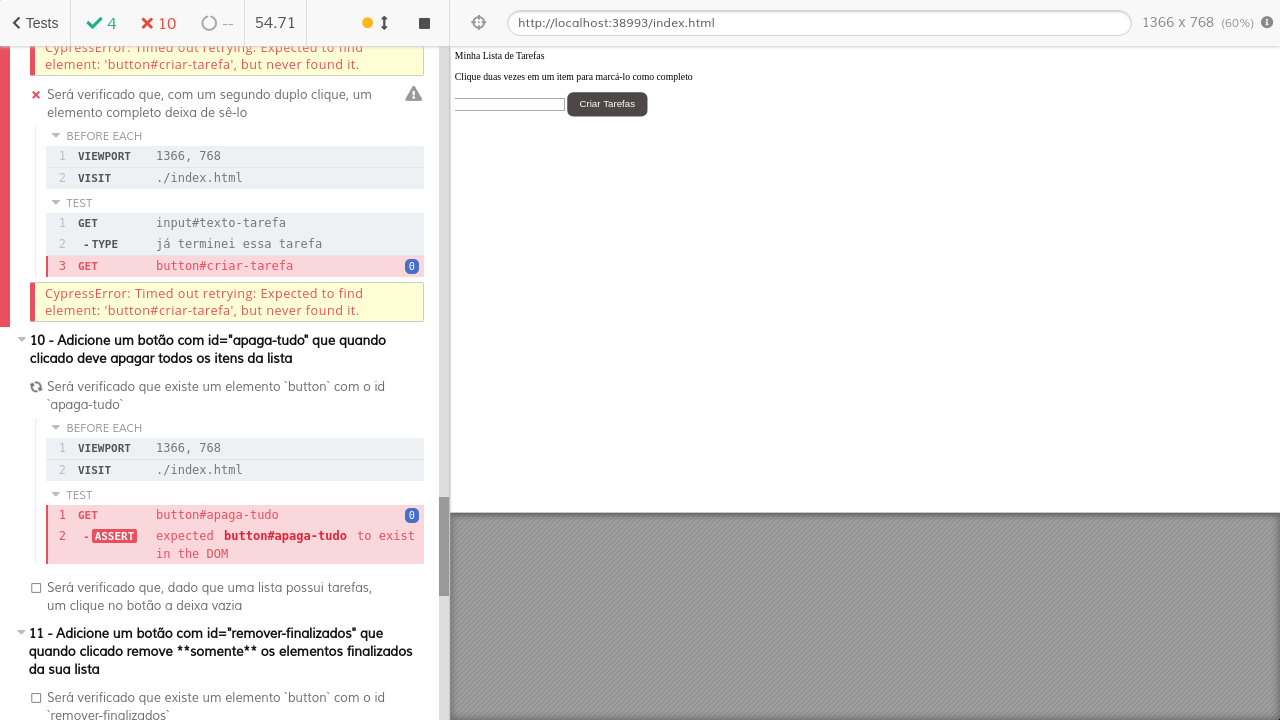 Tests
4
10
--
54.71
http://localhost:38993/index.html
1366 x 768 (60%)
CypressError: Timed out retrying: Expected to find
element: 'button#criar-tarefa', but never found it.
Será verificado que, com um segundo duplo clique, um
elemento completo deixa de sê-lo
BEFORE EACH
1 VIEWPORT 1366, 768
2 VISIT ./index.html
TEST
1 GET input#texto-tarefa
2 -TYPE já terminei essa tarefa
3 GET button#criar-tarefa 0
CypressError: Timed out retrying: Expected to find
element: 'button#criar-tarefa', but never found it.
10 - Adicione um botão com id="apaga-tudo" que quando
clicado deve apagar todos os itens da lista
Será verificado que existe um elemento `button` com o id
`apaga-tudo`
BEFORE EACH
1 VIEWPORT 1366, 768
2 VISIT ./index.html
TEST
1 GET button#apaga-tudo 0
2 -ASSERT expected button#apaga-tudo to exist
in the DOM
Será verificado que, dado que uma lista possui tarefas,
um clique no botão a deixa vazia
11 - Adicione um botão com id="remover-finalizados" que
quando clicado remove **somente** os elementos finalizados
da sua lista
Será verificado que existe um elemento `button` com o id
`remover-finalizados`
Minha Lista de Tarefas
Clique duas vezes em um item para marcá-lo como completo
Criar Tarefas